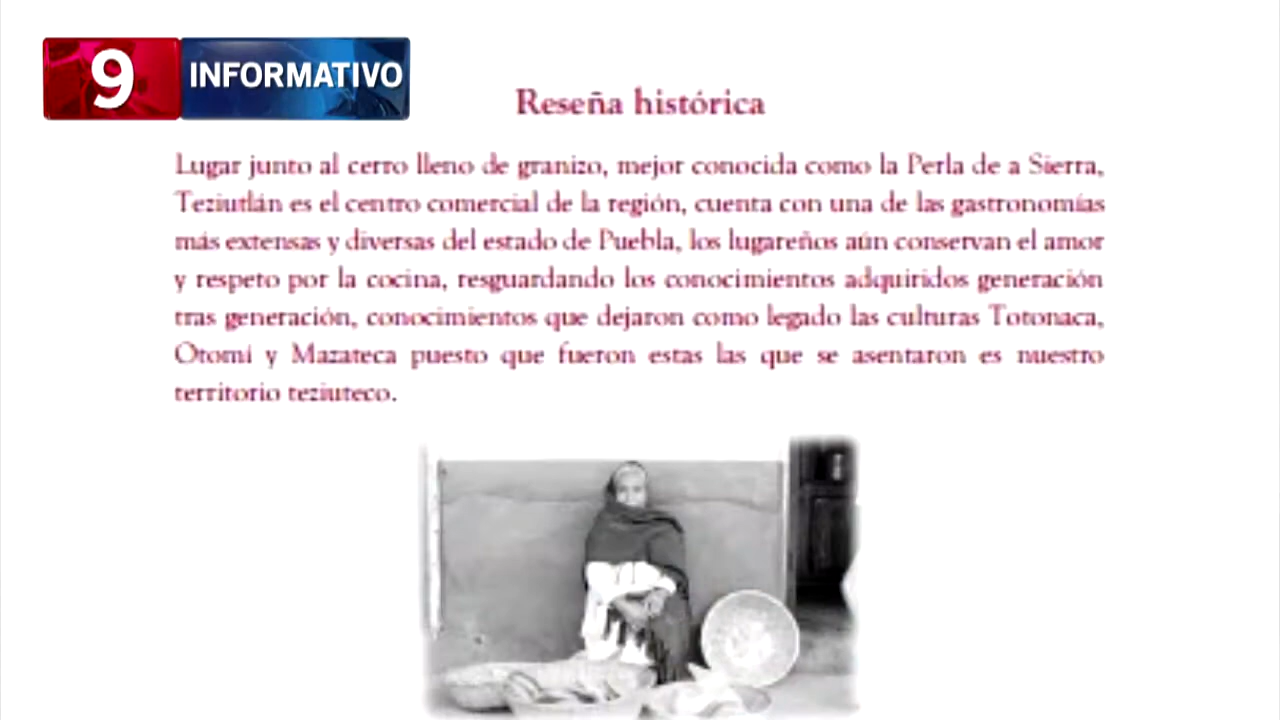 9 INFORMATIVO
Reseña histórica
Lugar junto al cerro lleno de granizo, mejor conocida como la Perla de a Sierra,
Teziutlán es el centro comercial de la región, cuenta con una de las gastronomías
más extensas y diversas del estado de Puebla, los lugareños aún conservan el amor
y respeto por la cocina, resguardando los conocimientos adquiridos generación
tras generación, conocimientos que dejaron como legado las culturas Totonaca,
Otomí y Mazateca puesto que fueron estas las que se asentaron es nuestro
territorio teziuteco.